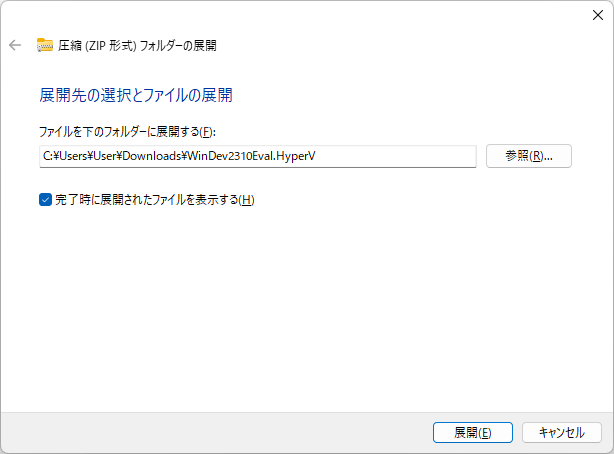 圧縮 (ZIP 形式) フォルダーの展開
展開先の選択とファイルの展開
ファイルを下のフォルダーに展開する(F):
C:¥Users¥User¥Downloads¥WinDev2310Eval.HyperV
参照(R)...
完了時に展開されたファイルを表示する(H)
展開(E)
キャンセル